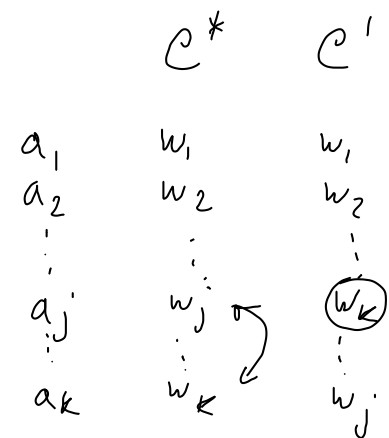 C* C'
a₁ w₁ w₁
a₂ w₂ w₂
⋮ ⋮ ⋮
aⱼ wⱼ wₖ
⋮ ⋮ ⋮
aₖ wₖ wⱼ